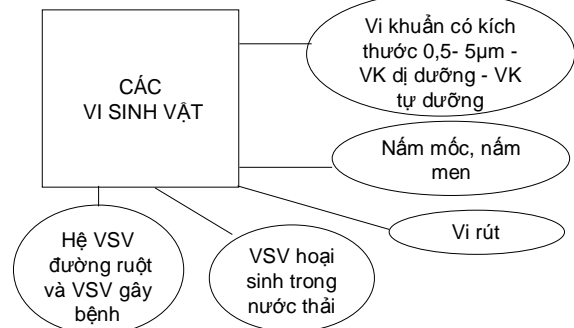 CÁC
VI SINH VẬT
Vi khuẩn có kích
thước 0,5- 5µm -
VK dị dưỡng - VK
tự dưỡng
Nấm mốc, nấm
men
Vi rút
Hệ VSV
đường ruột
và VSV gây
bệnh
VSV hoại
sinh trong
nước thải